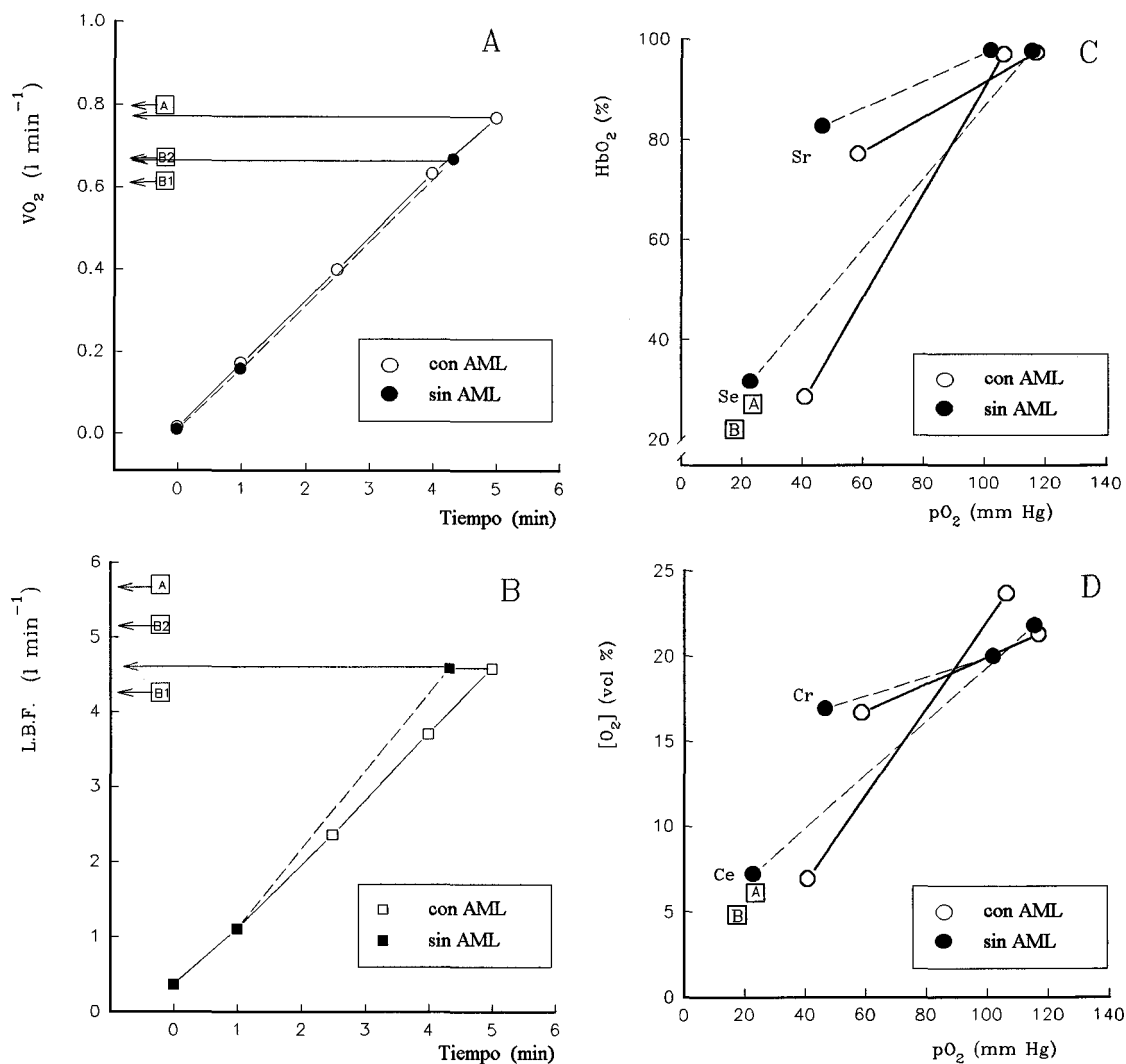 A
1.0
0.8
0.6
0.4
0.2
0.0
VO₂ (l min⁻¹)
A
B2
B1
con AML
sin AML
0 1 2 3 4 5 6
Tiempo (min)
C
100
80
60
40
20
HbO₂ (%)
Sr
Se
A
B
con AML
sin AML
0 20 40 60 80 100 120 140
pO₂ (mm Hg)
B
6
5
4
3
2
1
0
L.B.F. (l min⁻¹)
A
B2
B1
con AML
sin AML
0 1 2 3 4 5 6
Tiempo (min)
D
25
20
15
10
5
0
[O₂] (vol %)
Cr
Ce
A
B
con AML
sin AML
0 20 40 60 80 100 120 140
pO₂ (mm Hg)